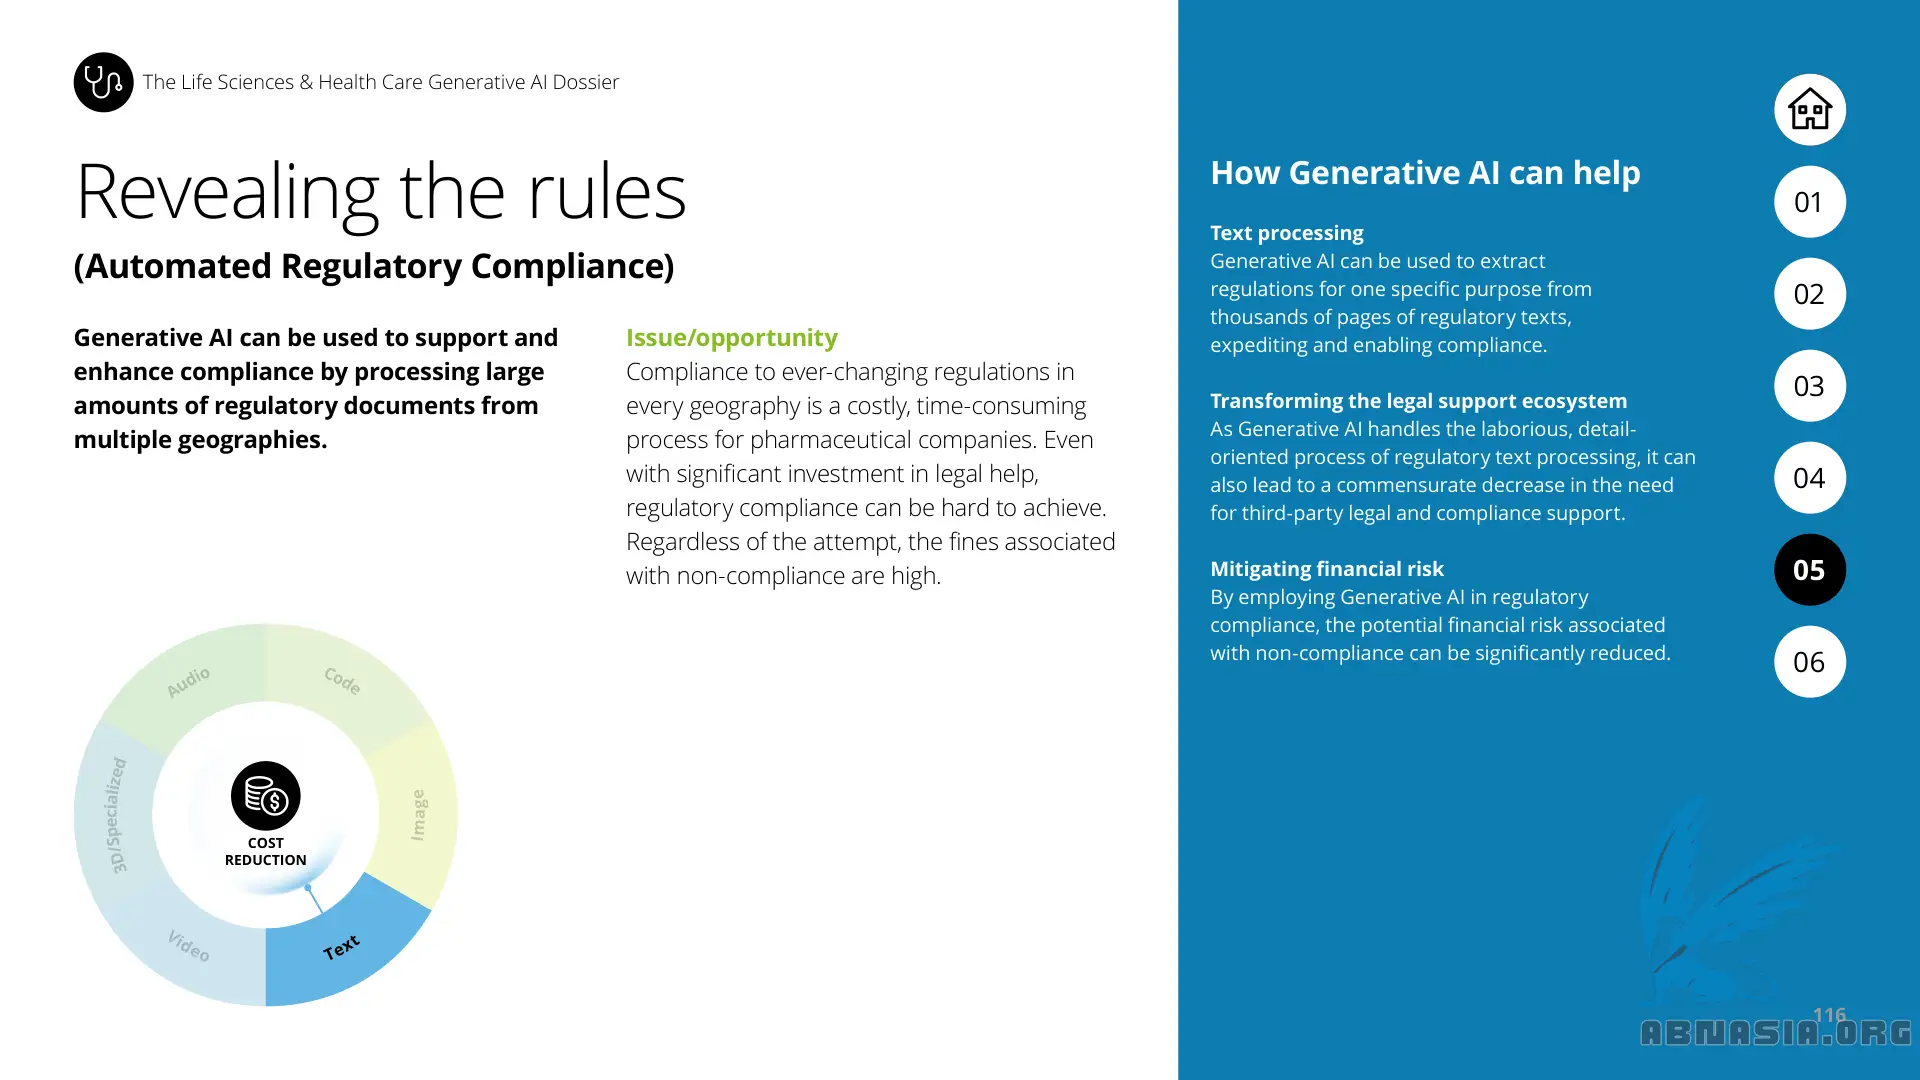 The Life Sciences & Health Care Generative AI Dossier
Revealing the rules
(Automated Regulatory Compliance)
Generative AI can be used to support and
enhance compliance by processing large
amounts of regulatory documents from
multiple geographies.
Issue/opportunity
Compliance to ever-changing regulations in
every geography is a costly, time-consuming
process for pharmaceutical companies. Even
with significant investment in legal help,
regulatory compliance can be hard to achieve.
Regardless of the attempt, the fines associated
with non-compliance are high.
Audio
Code
3D/Specialized
Image
COST
REDUCTION
Video
Text
How Generative AI can help
Text processing
Generative AI can be used to extract
regulations for one specific purpose from
thousands of pages of regulatory texts,
expediting and enabling compliance.
Transforming the legal support ecosystem
As Generative AI handles the laborious, detail-
oriented process of regulatory text processing, it can
also lead to a commensurate decrease in the need
for third-party legal and compliance support.
Mitigating financial risk
By employing Generative AI in regulatory
compliance, the potential financial risk associated
with non-compliance can be significantly reduced.
01
02
03
04
05
06
116
ABNASIA.ORG